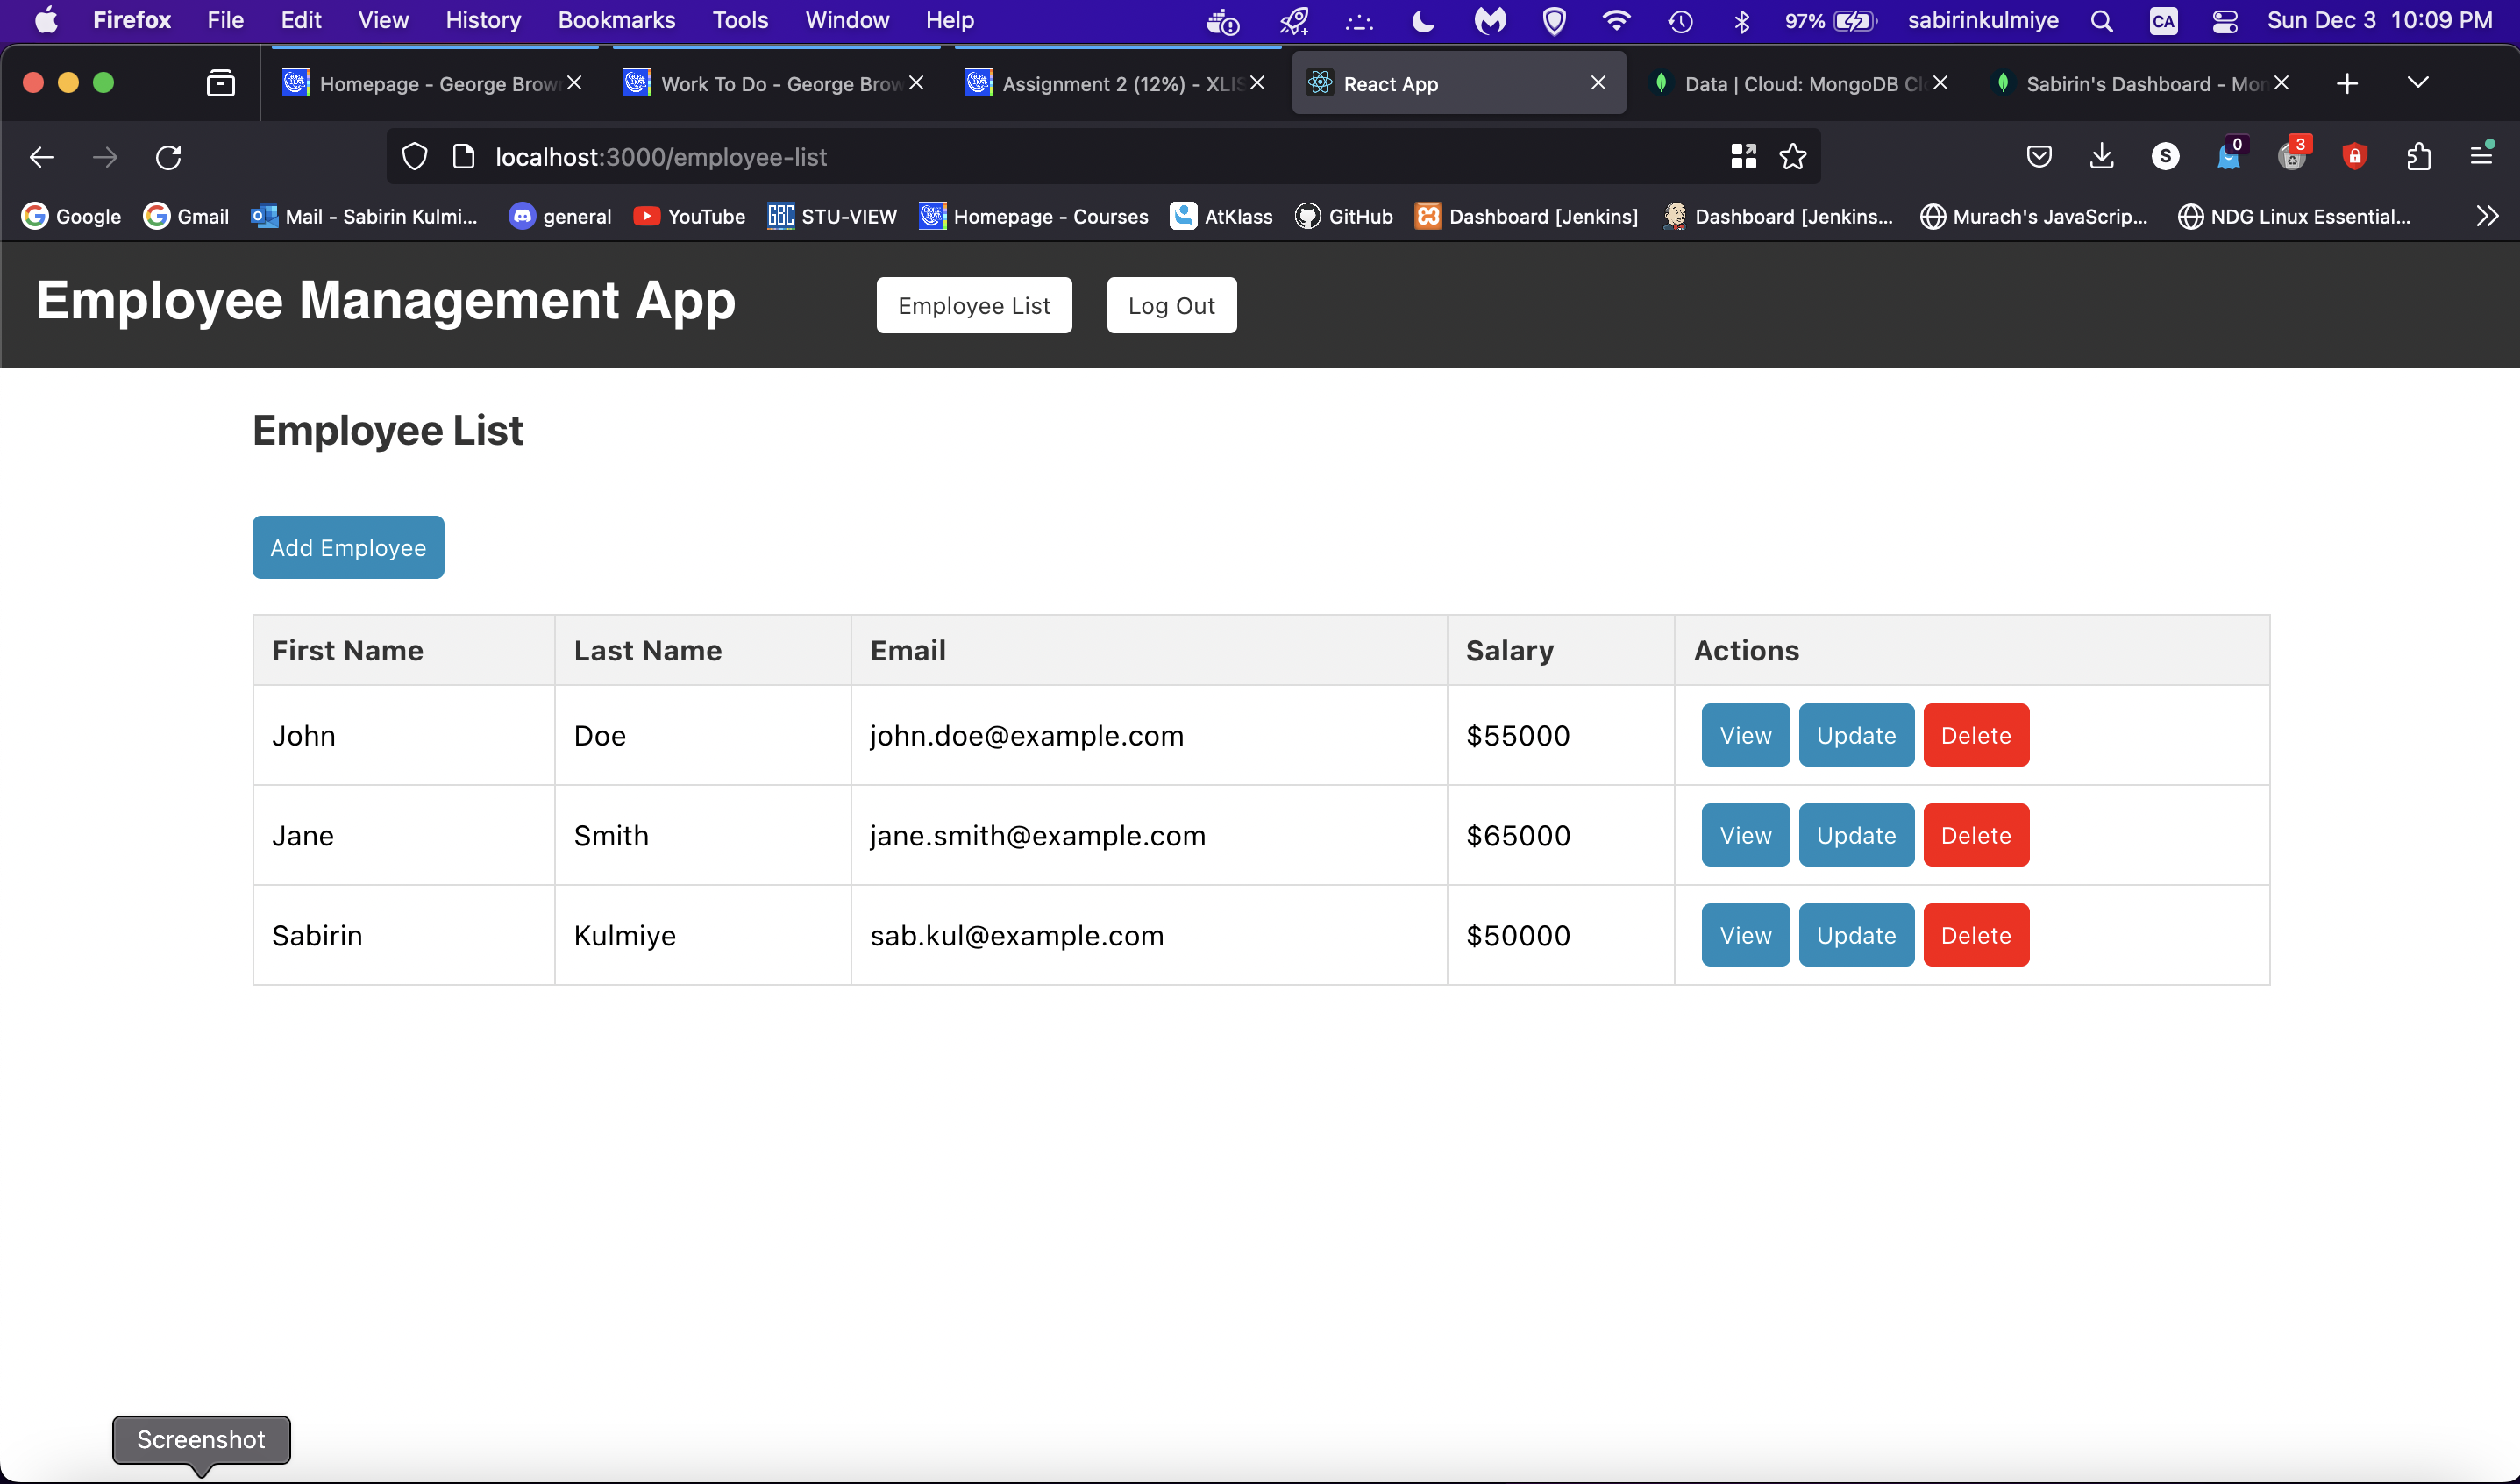 Firefox File Edit View History Bookmarks Tools Window Help 97% sabirinkulmiye CA Sun Dec 3 10:09 PM
Homepage - George Brow Work To Do - George Brow Assignment 2 (12%) - XLIS React App Data | Cloud: MongoDB Cl Sabirin's Dashboard - Mon
localhost:3000/employee-list S 0 3
Google Gmail Mail - Sabirin Kulmi... general YouTube GBC STU-VIEW Homepage - Courses AtKlass GitHub Dashboard [Jenkins] Dashboard [Jenkins... Murach's JavaScrip... NDG Linux Essential...
Employee Management App Employee List Log Out
Employee List
Add Employee
First Name Last Name Email Salary Actions
John Doe john.doe@example.com $55000 View Update Delete
Jane Smith jane.smith@example.com $65000 View Update Delete
Sabirin Kulmiye sab.kul@example.com $50000 View Update Delete
Screenshot